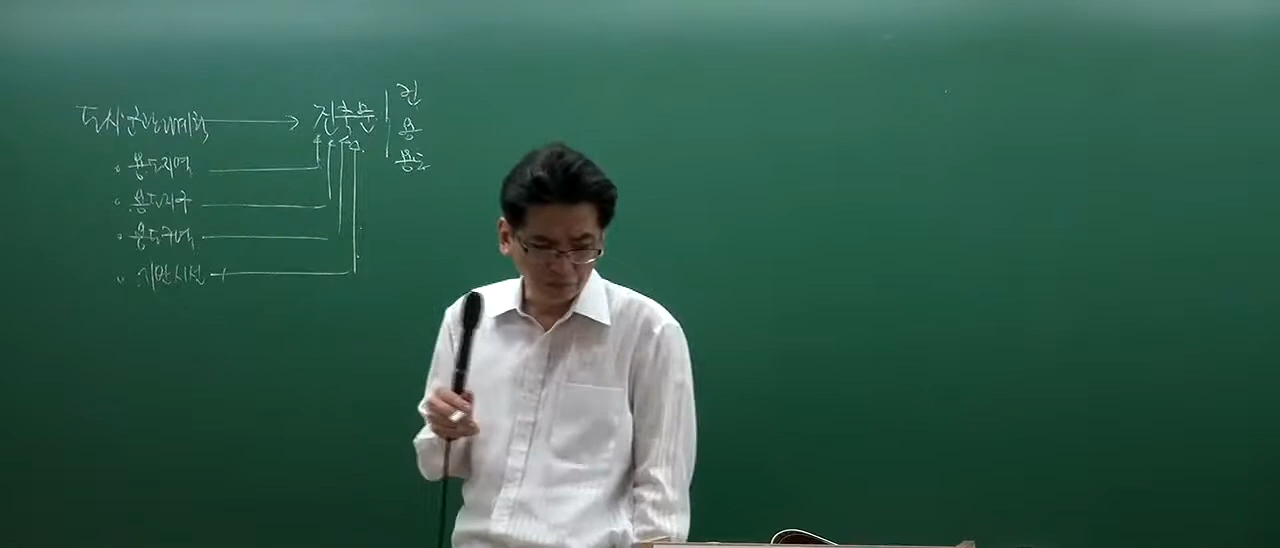 도시관리계획 → 건축물 | 건
용
용도
• 용도지역
• 용도지구
• 용도구역
• 기반시설